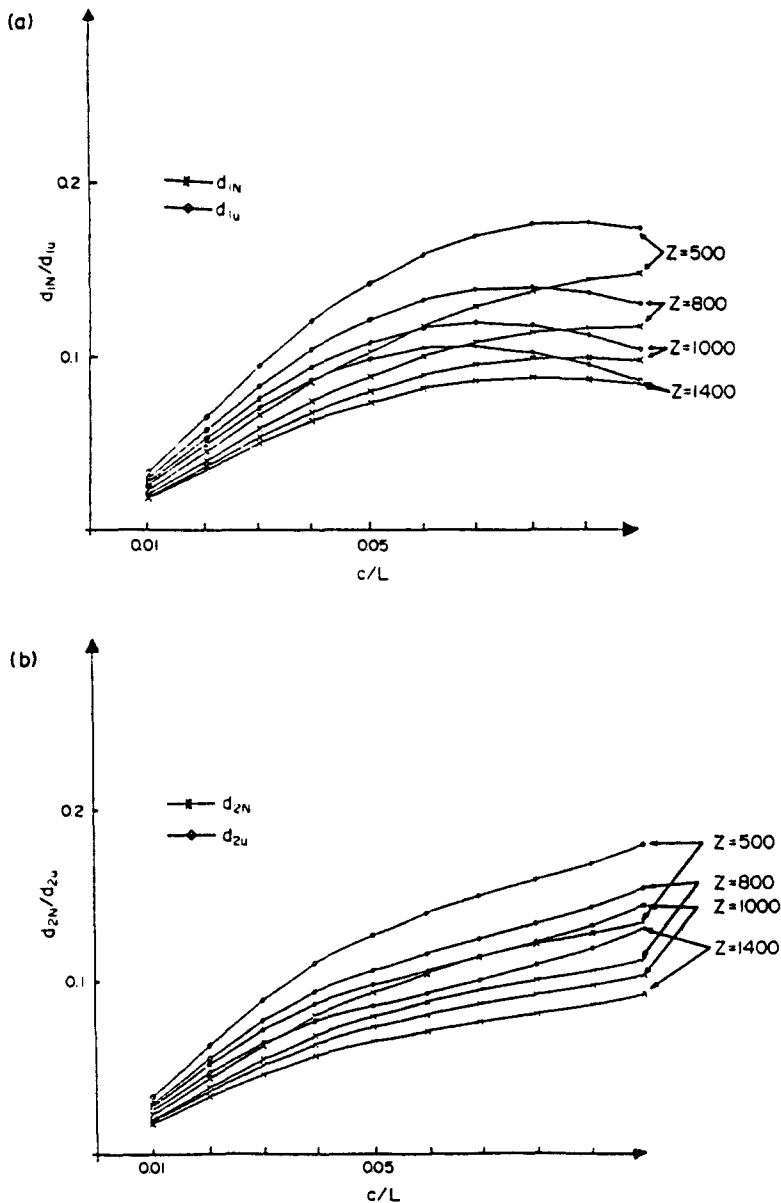 (a)
0.2
d1N
d1u
d1N/d1u
Z=500
Z=800
0.1
Z=1000
Z=1400
0.01
0.05
c/L
(b)
0.2
d2N
d2u
d2N/d2u
Z=500
Z=800
Z=1000
0.1
Z=1400
0.01
0.05
c/L